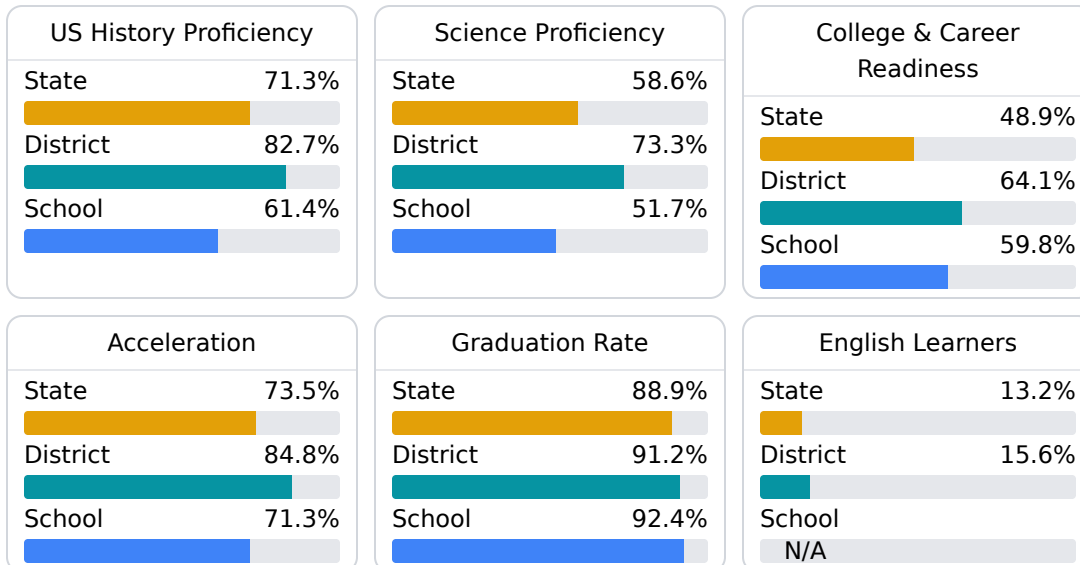 US History Proficiency
State 71.3%
District 82.7%
School 61.4%
Science Proficiency
State 58.6%
District 73.3%
School 51.7%
College & Career
Readiness
State 48.9%
District 64.1%
School 59.8%
Acceleration
State 73.5%
District 84.8%
School 71.3%
Graduation Rate
State 88.9%
District 91.2%
School 92.4%
English Learners
State 13.2%
District 15.6%
School
N/A